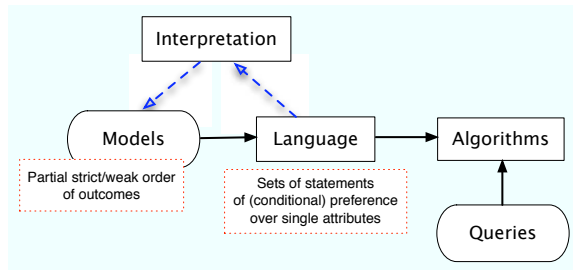 Interpretation
Models
Language
Algorithms
Partial strict/weak order
of outcomes
Sets of statements
of (conditional) preference
over single attributes
Queries